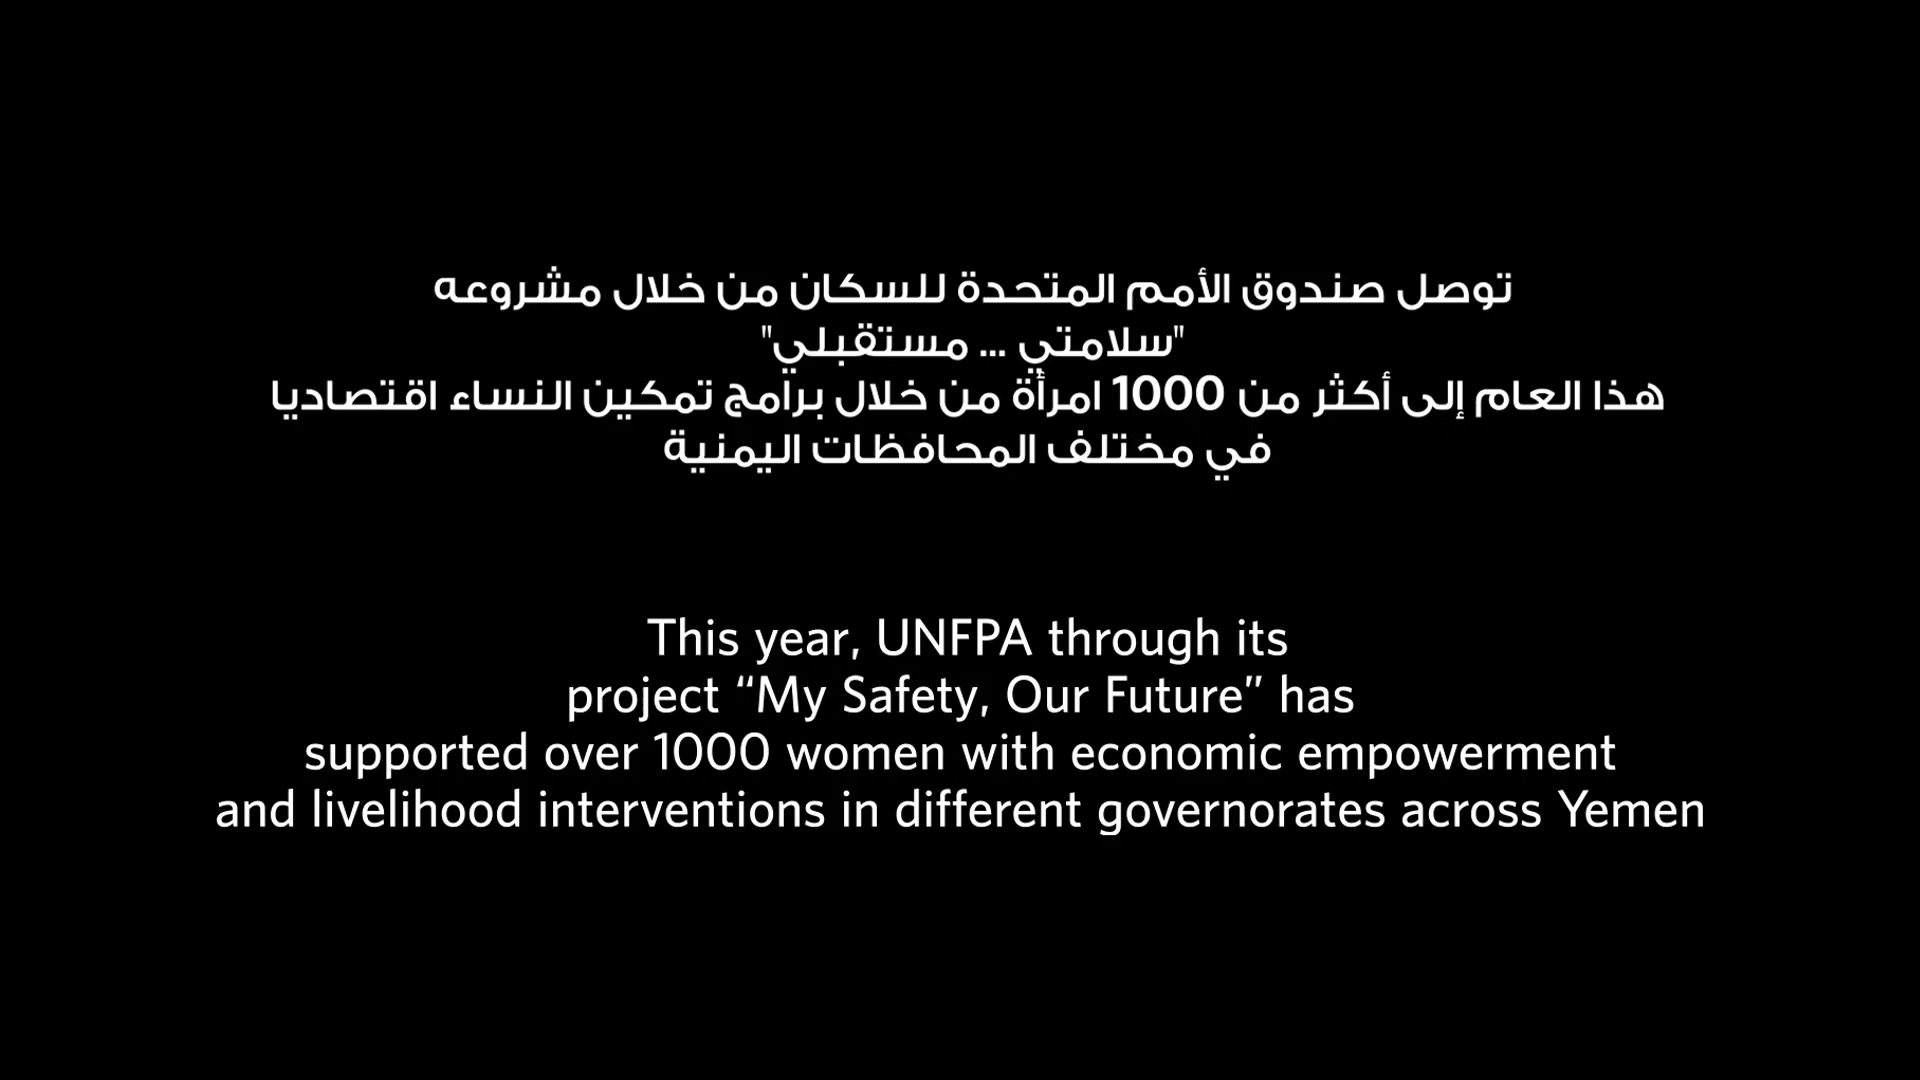 توصل صندوق الأمم المتحدة للسكان من خلال مشروعه
"سلامتي ... مستقبلي"
هذا العام إلى أكثر من 1000 امرأة من خلال برامج تمكين النساء اقتصاديا
في مختلف المحافظات اليمنية
This year, UNFPA through its
project “My Safety, Our Future” has
supported over 1000 women with economic empowerment
and livelihood interventions in different governorates across Yemen